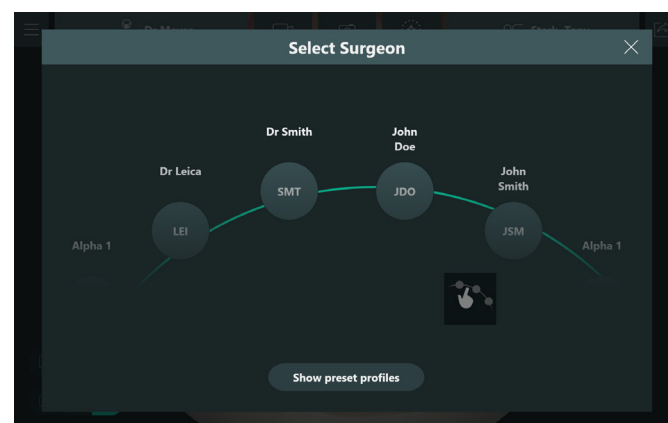 Select Surgeon
Dr Smith
John
Doe
Dr Leica
John
Smith
SMT
JDO
LEI
JSM
Alpha 1
Alpha 1
Show preset profiles